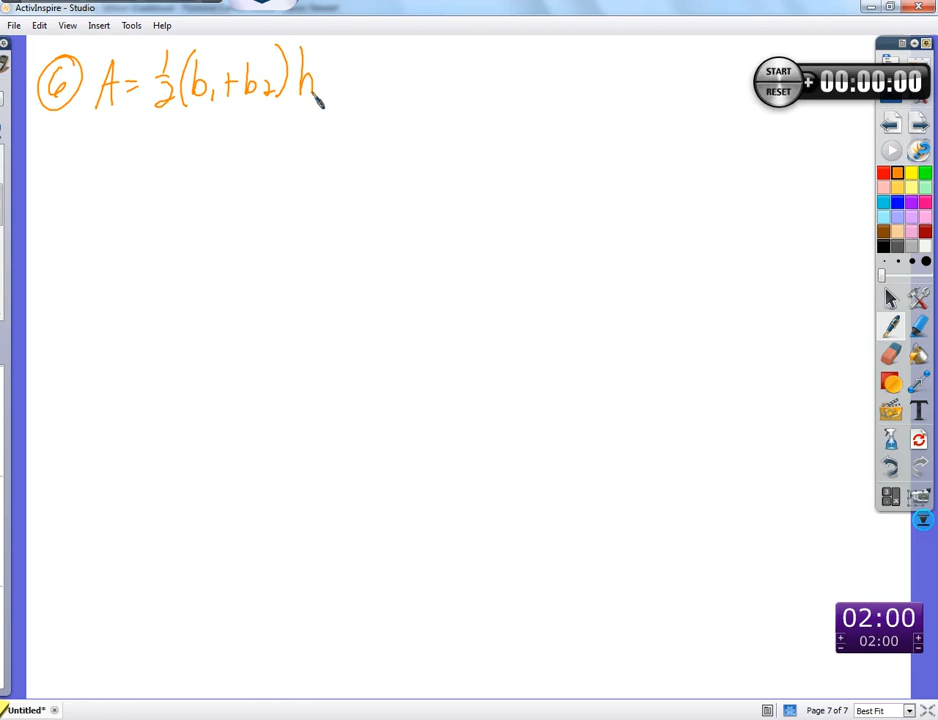 ActivInspire - Studio
File Edit View Insert Tools Help
⑥ A = ½(b₁+b₂)h
START
RESET
+ 00:00:00
T
02:00
+ 02:00 +
Untitled*
Page 7 of 7 Best Fit